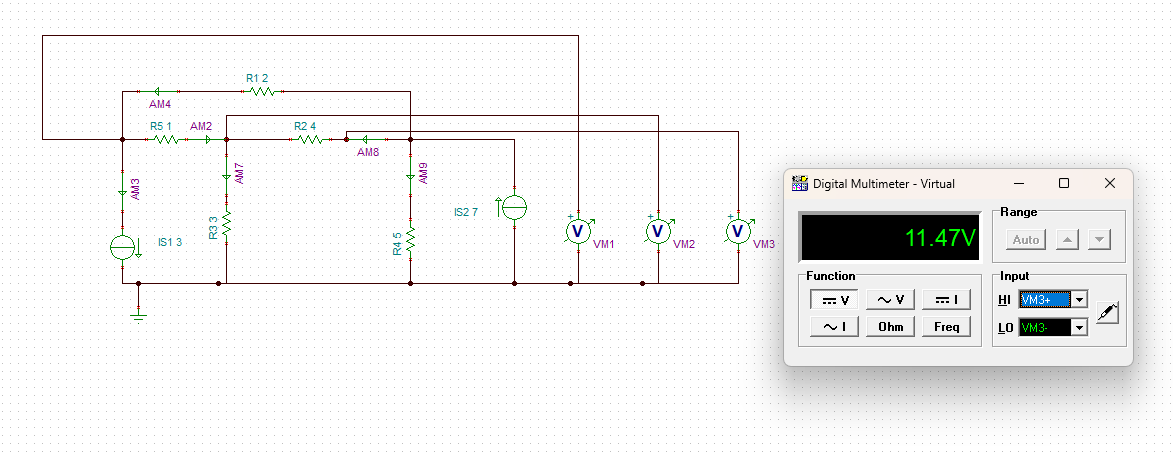 R1 2
AM4
R5 1
AM2
R2 4
AM8
AM3
AM7
AM9
IS1 3
R3 3
R4 5
IS2 7
+
V
VM1
+
V
VM2
+
V
VM3
Digital Multimeter - Virtual
11.47V
Range
Auto
Function
V
V
I
I
Ohm
Freq
Input
HI
VM3+
LO
VM3-